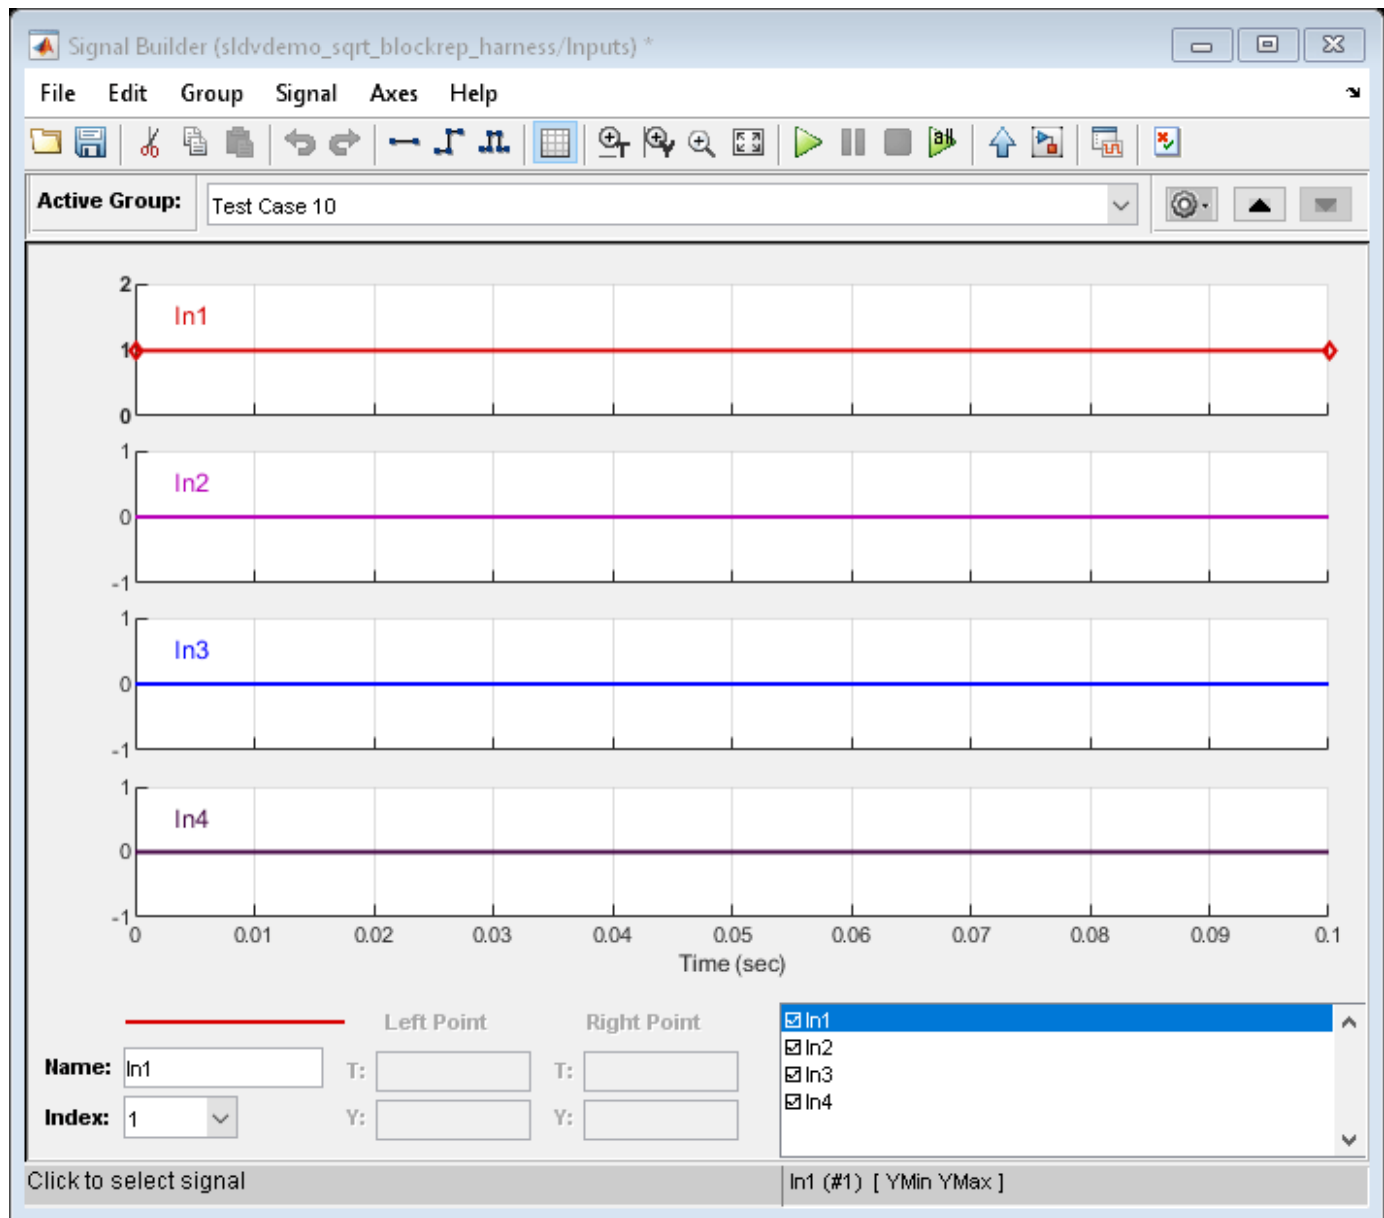 Signal Builder (sldvdemo_sqrt_blockrep_harness/Inputs) *
File Edit Group Signal Axes Help
Active Group: Test Case 10
2
In1
1
0
1
In2
0
-1
1
In3
0
-1
1
In4
0
-1
0 0.01 0.02 0.03 0.04 0.05 0.06 0.07 0.08 0.09 0.1
Time (sec)
Left Point Right Point
Name: In1 T: T:
Index: 1 Y: Y:
In1
In2
In3
In4
Click to select signal In1 (#1) [ YMin YMax ]